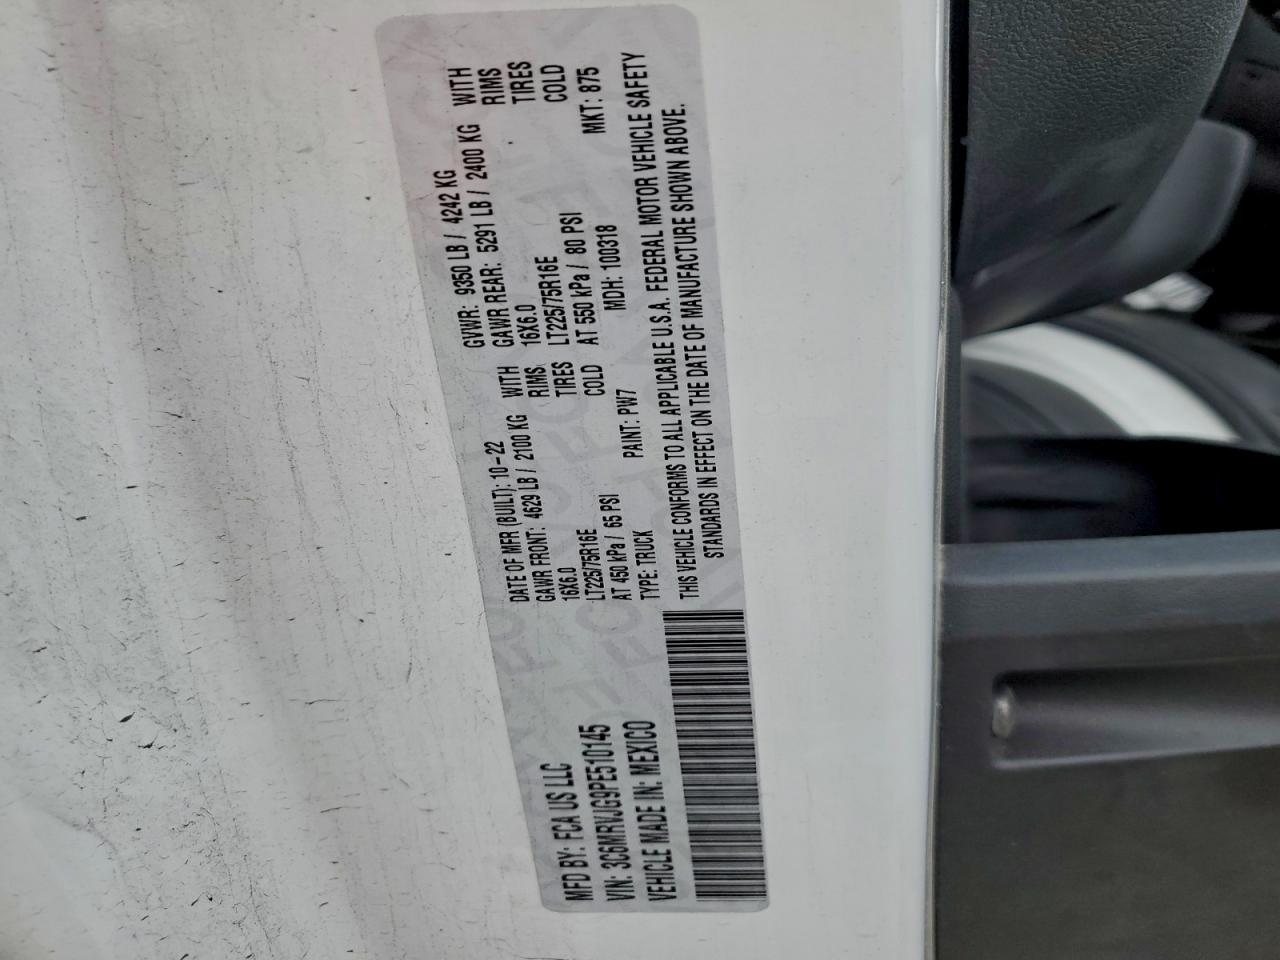 MFD BY: FCA US LLC
VIN: 3C6MRVJG9PE510145
VEHICLE MADE IN: MEXICO
DATE OF MFR (BUILT): 10-22 GVWR: 9350 LB / 4242 KG
GAWR FRONT: 4629 LB / 2100 KG WITH GAWR REAR: 5291 LB / 2400 KG WITH
16X6.0 RIMS 16X6.0 RIMS
LT225/75R16E TIRES LT225/75R16E TIRES
AT 450 kPa / 65 PSI COLD AT 550 kPa / 80 PSI COLD
TYPE: TRUCK PAINT: PW7 MDH: 100318 MKT: 875
THIS VEHICLE CONFORMS TO ALL APPLICABLE U.S.A. FEDERAL MOTOR VEHICLE SAFETY
STANDARDS IN EFFECT ON THE DATE OF MANUFACTURE SHOWN ABOVE.